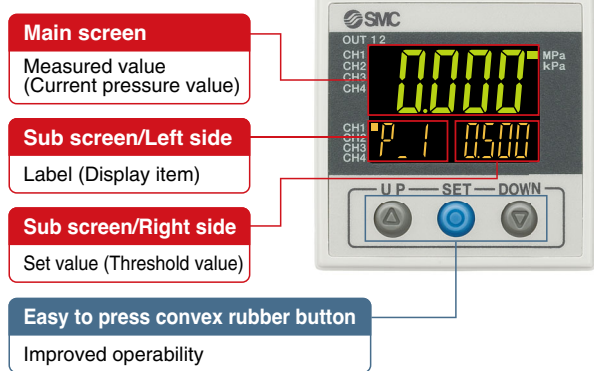 Main screen
Measured value
(Current pressure value)
Sub screen/Left side
Label (Display item)
Sub screen/Right side
Set value (Threshold value)
Easy to press convex rubber button
Improved operability
SMC
OUT 1 2
CH1
CH2
CH3
CH4
0.000
MPa
kPa
CH1
CH2
CH3
CH4
P_1 0.500
UP SET DOWN